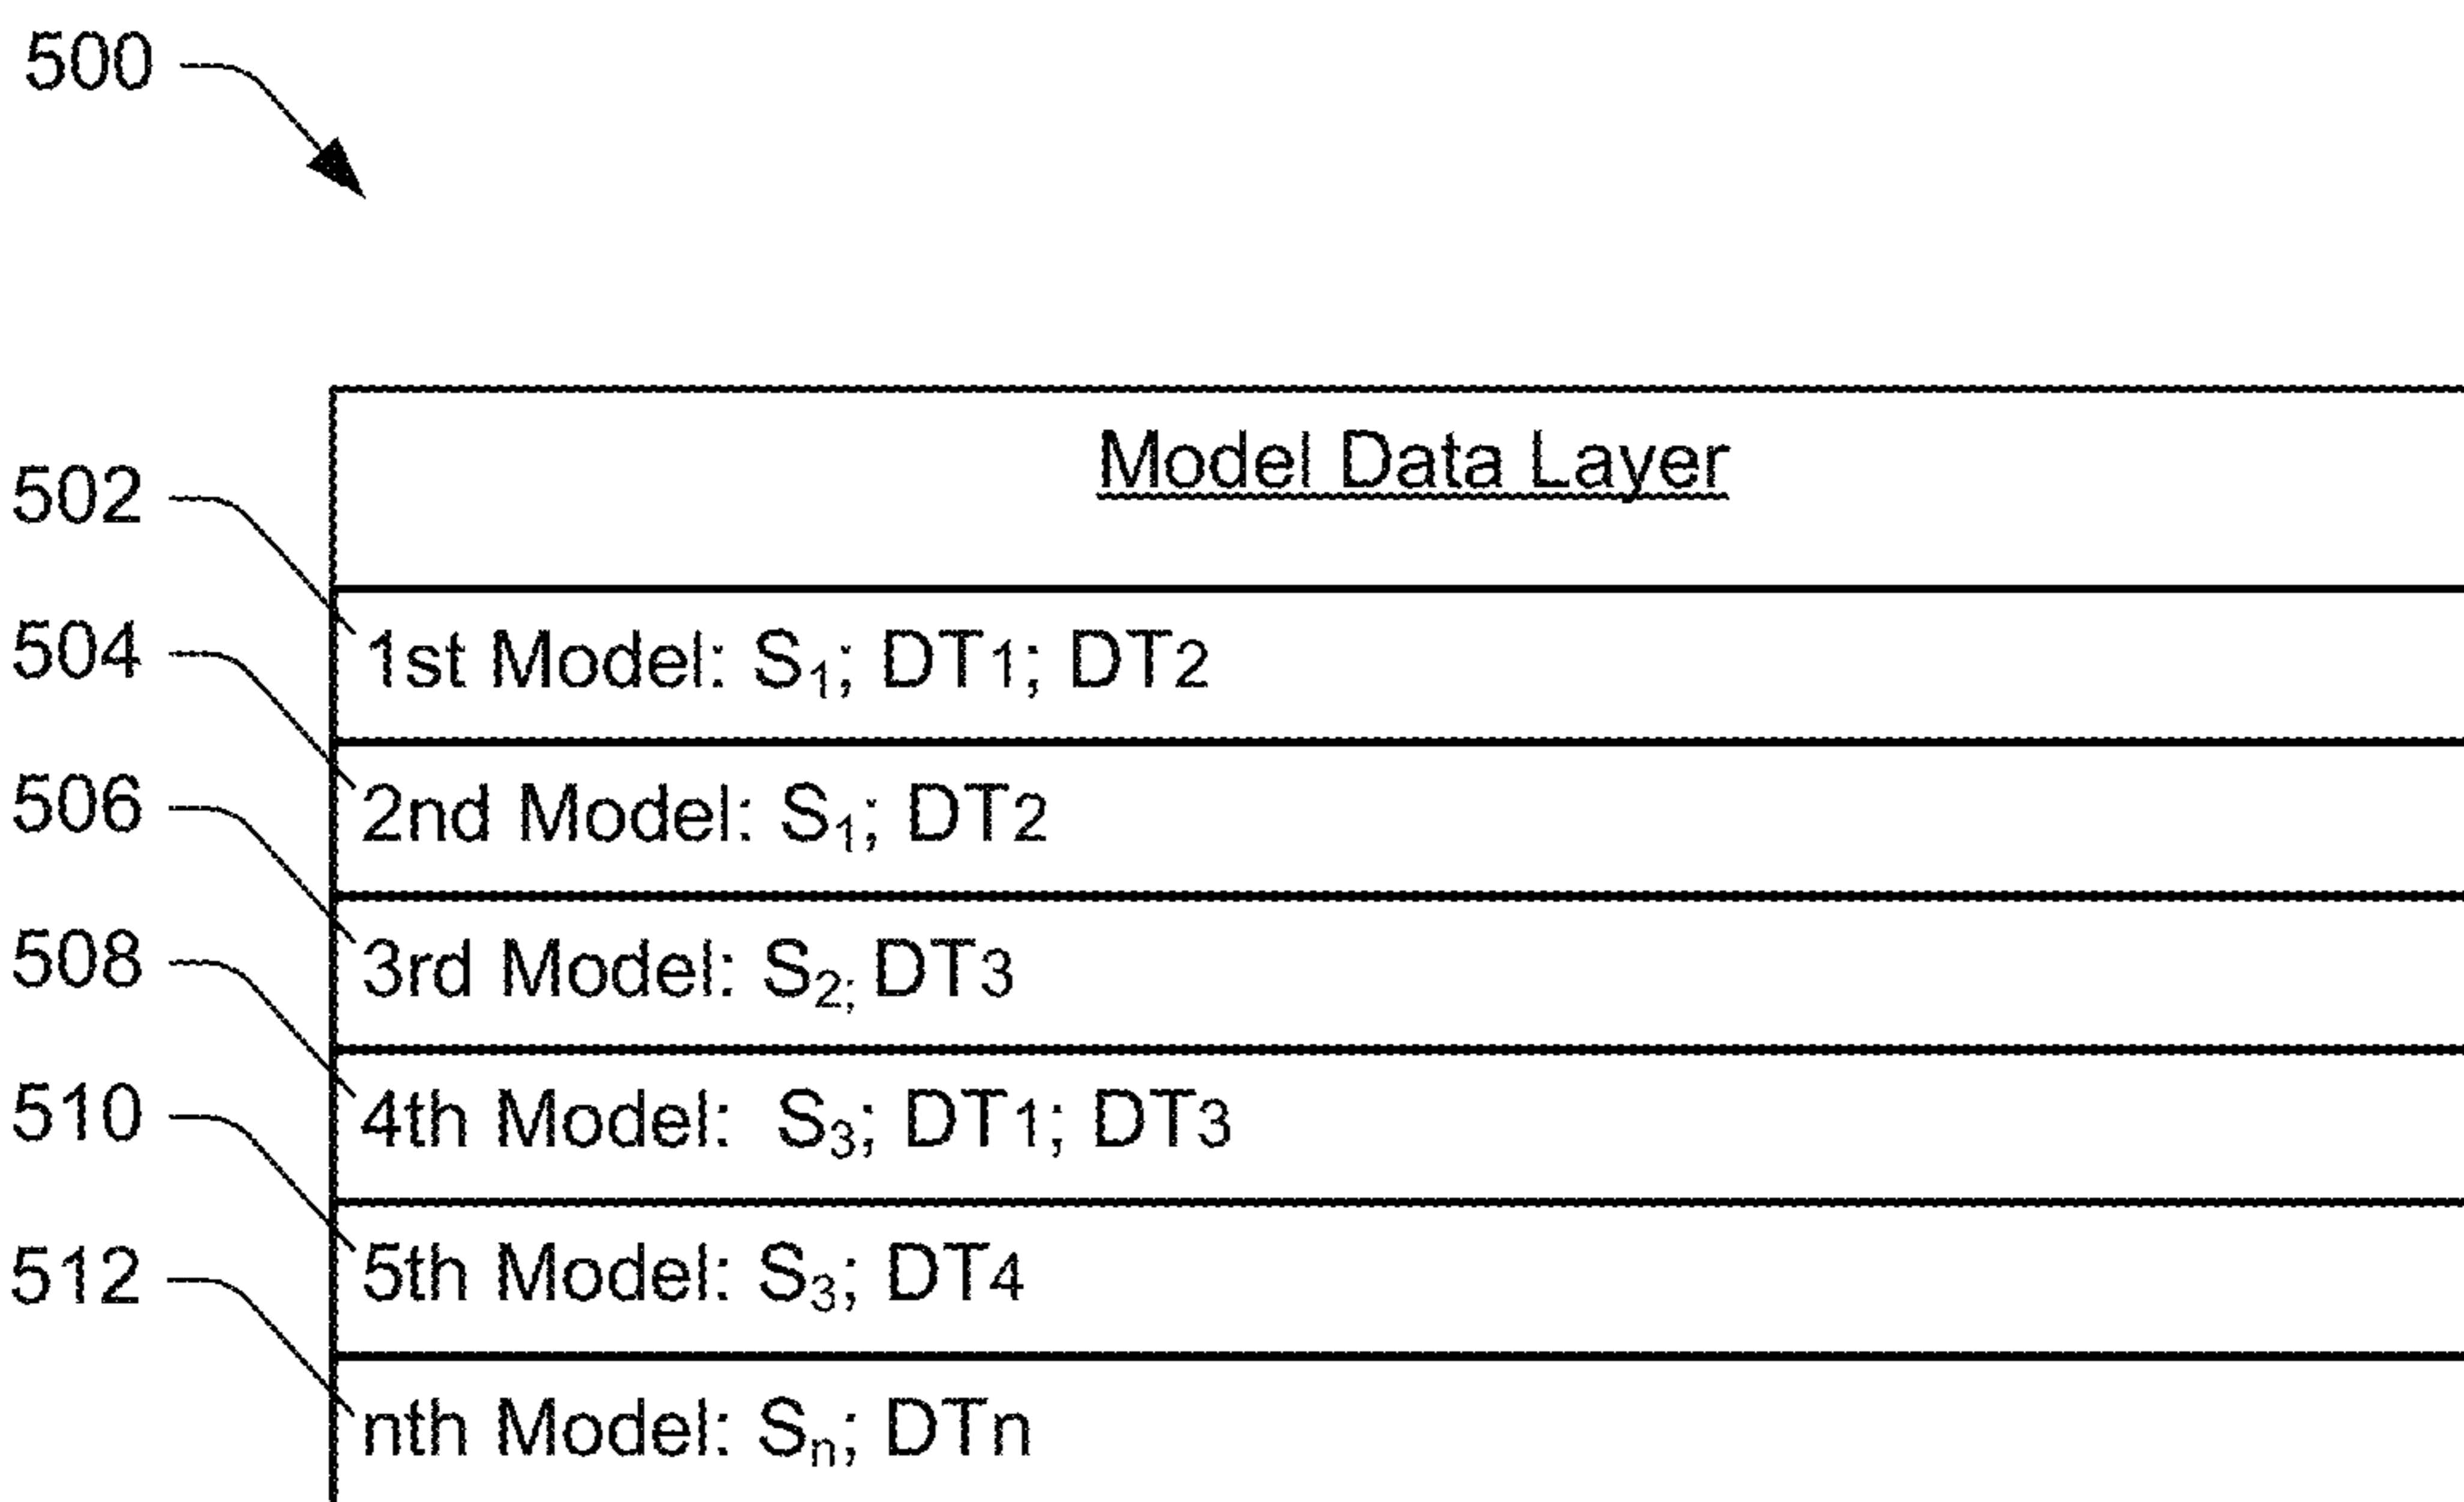 500
Model Data Layer
502
1st Model: S₁; DT1; DT2
504
2nd Model: S₁; DT2
506
3rd Model: S₂; DT3
508
4th Model: S₃; DT1; DT3
510
5th Model: S₃; DT4
512
nth Model: Sₙ; DTn